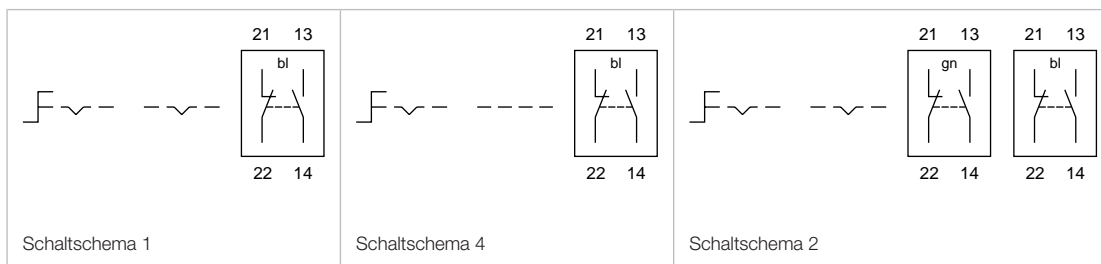 21 13
bl
22 14
Schaltschema 1
21 13
bl
22 14
Schaltschema 4
21 13
gn
22 14
21 13
bl
22 14
Schaltschema 2